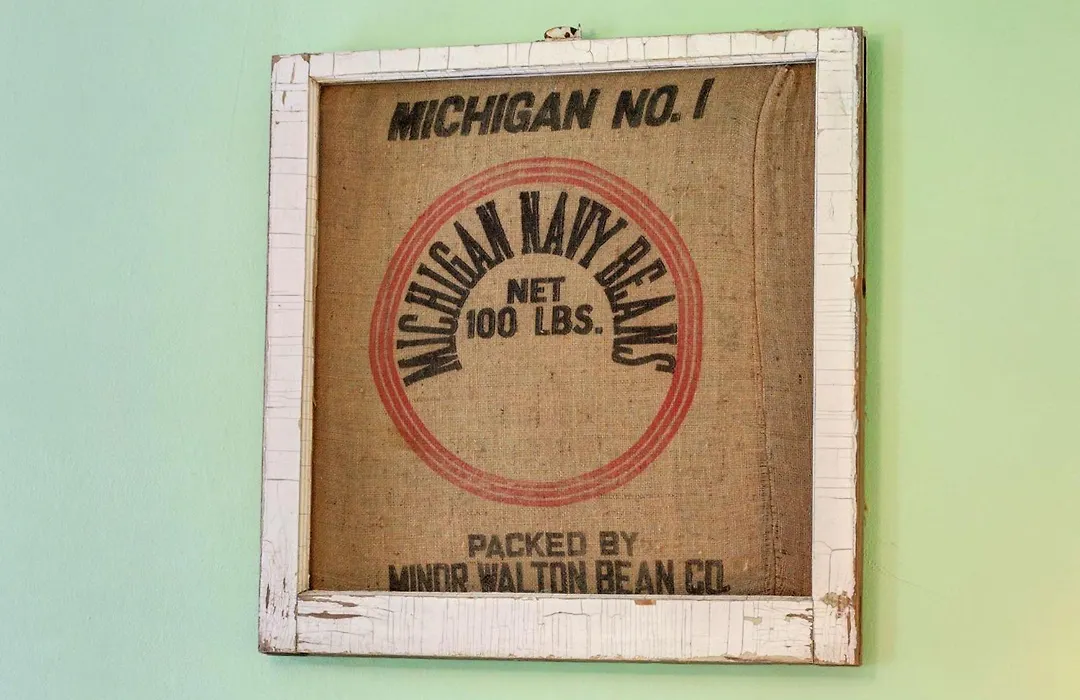 MICHIGAN NO. 1
MICHIGAN NAVY BEANS
NET
100 LBS.
PACKED BY
MINOR WALTON BEAN CO.